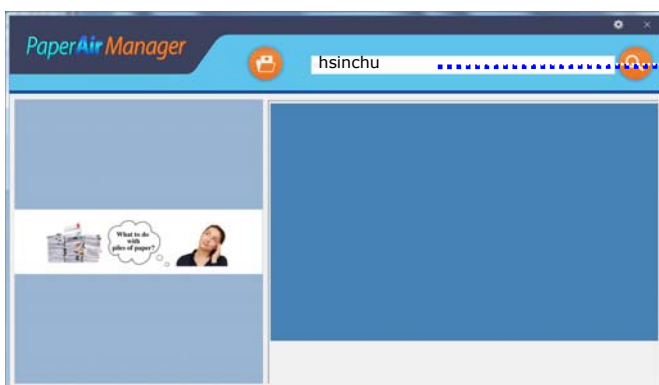 PaperAir Manager
hsinchu
What to do
with
piles of paper?